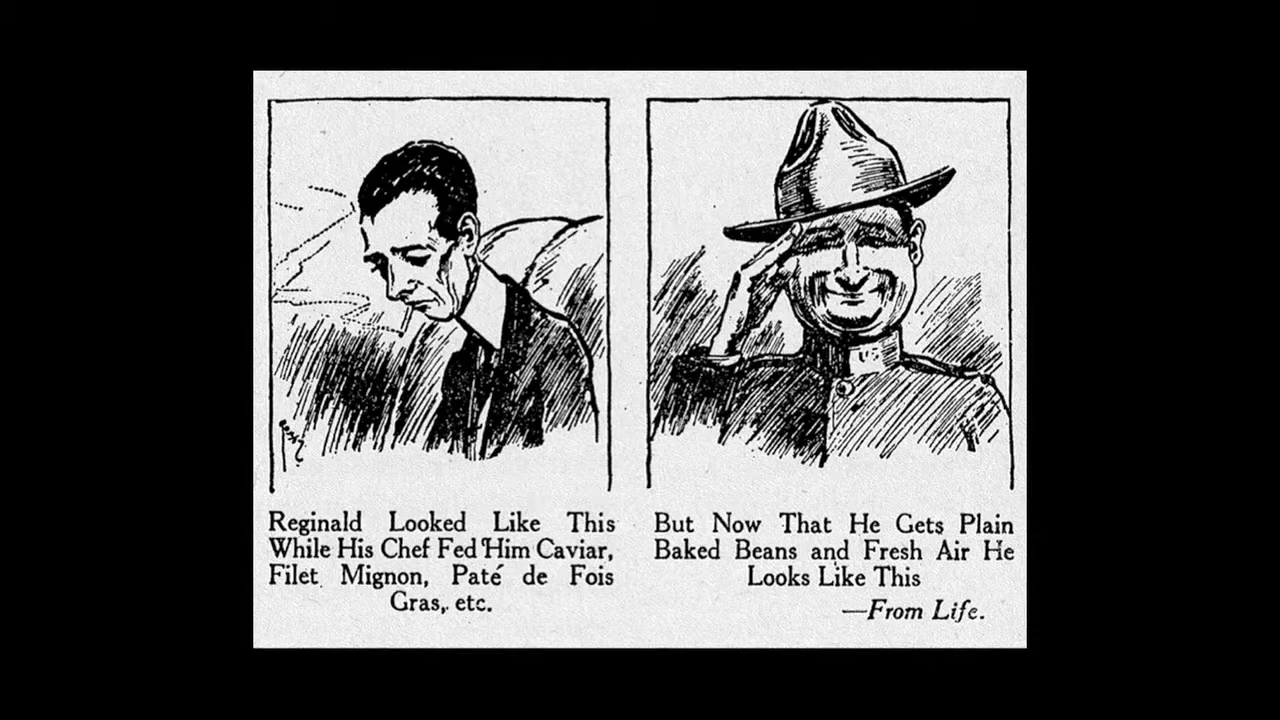 Reginald Looked Like This
While His Chef Fed Him Caviar,
Filet Mignon, Paté de Fois
Gras, etc.
US
But Now That He Gets Plain
Baked Beans and Fresh Air He
Looks Like This
—From Life.